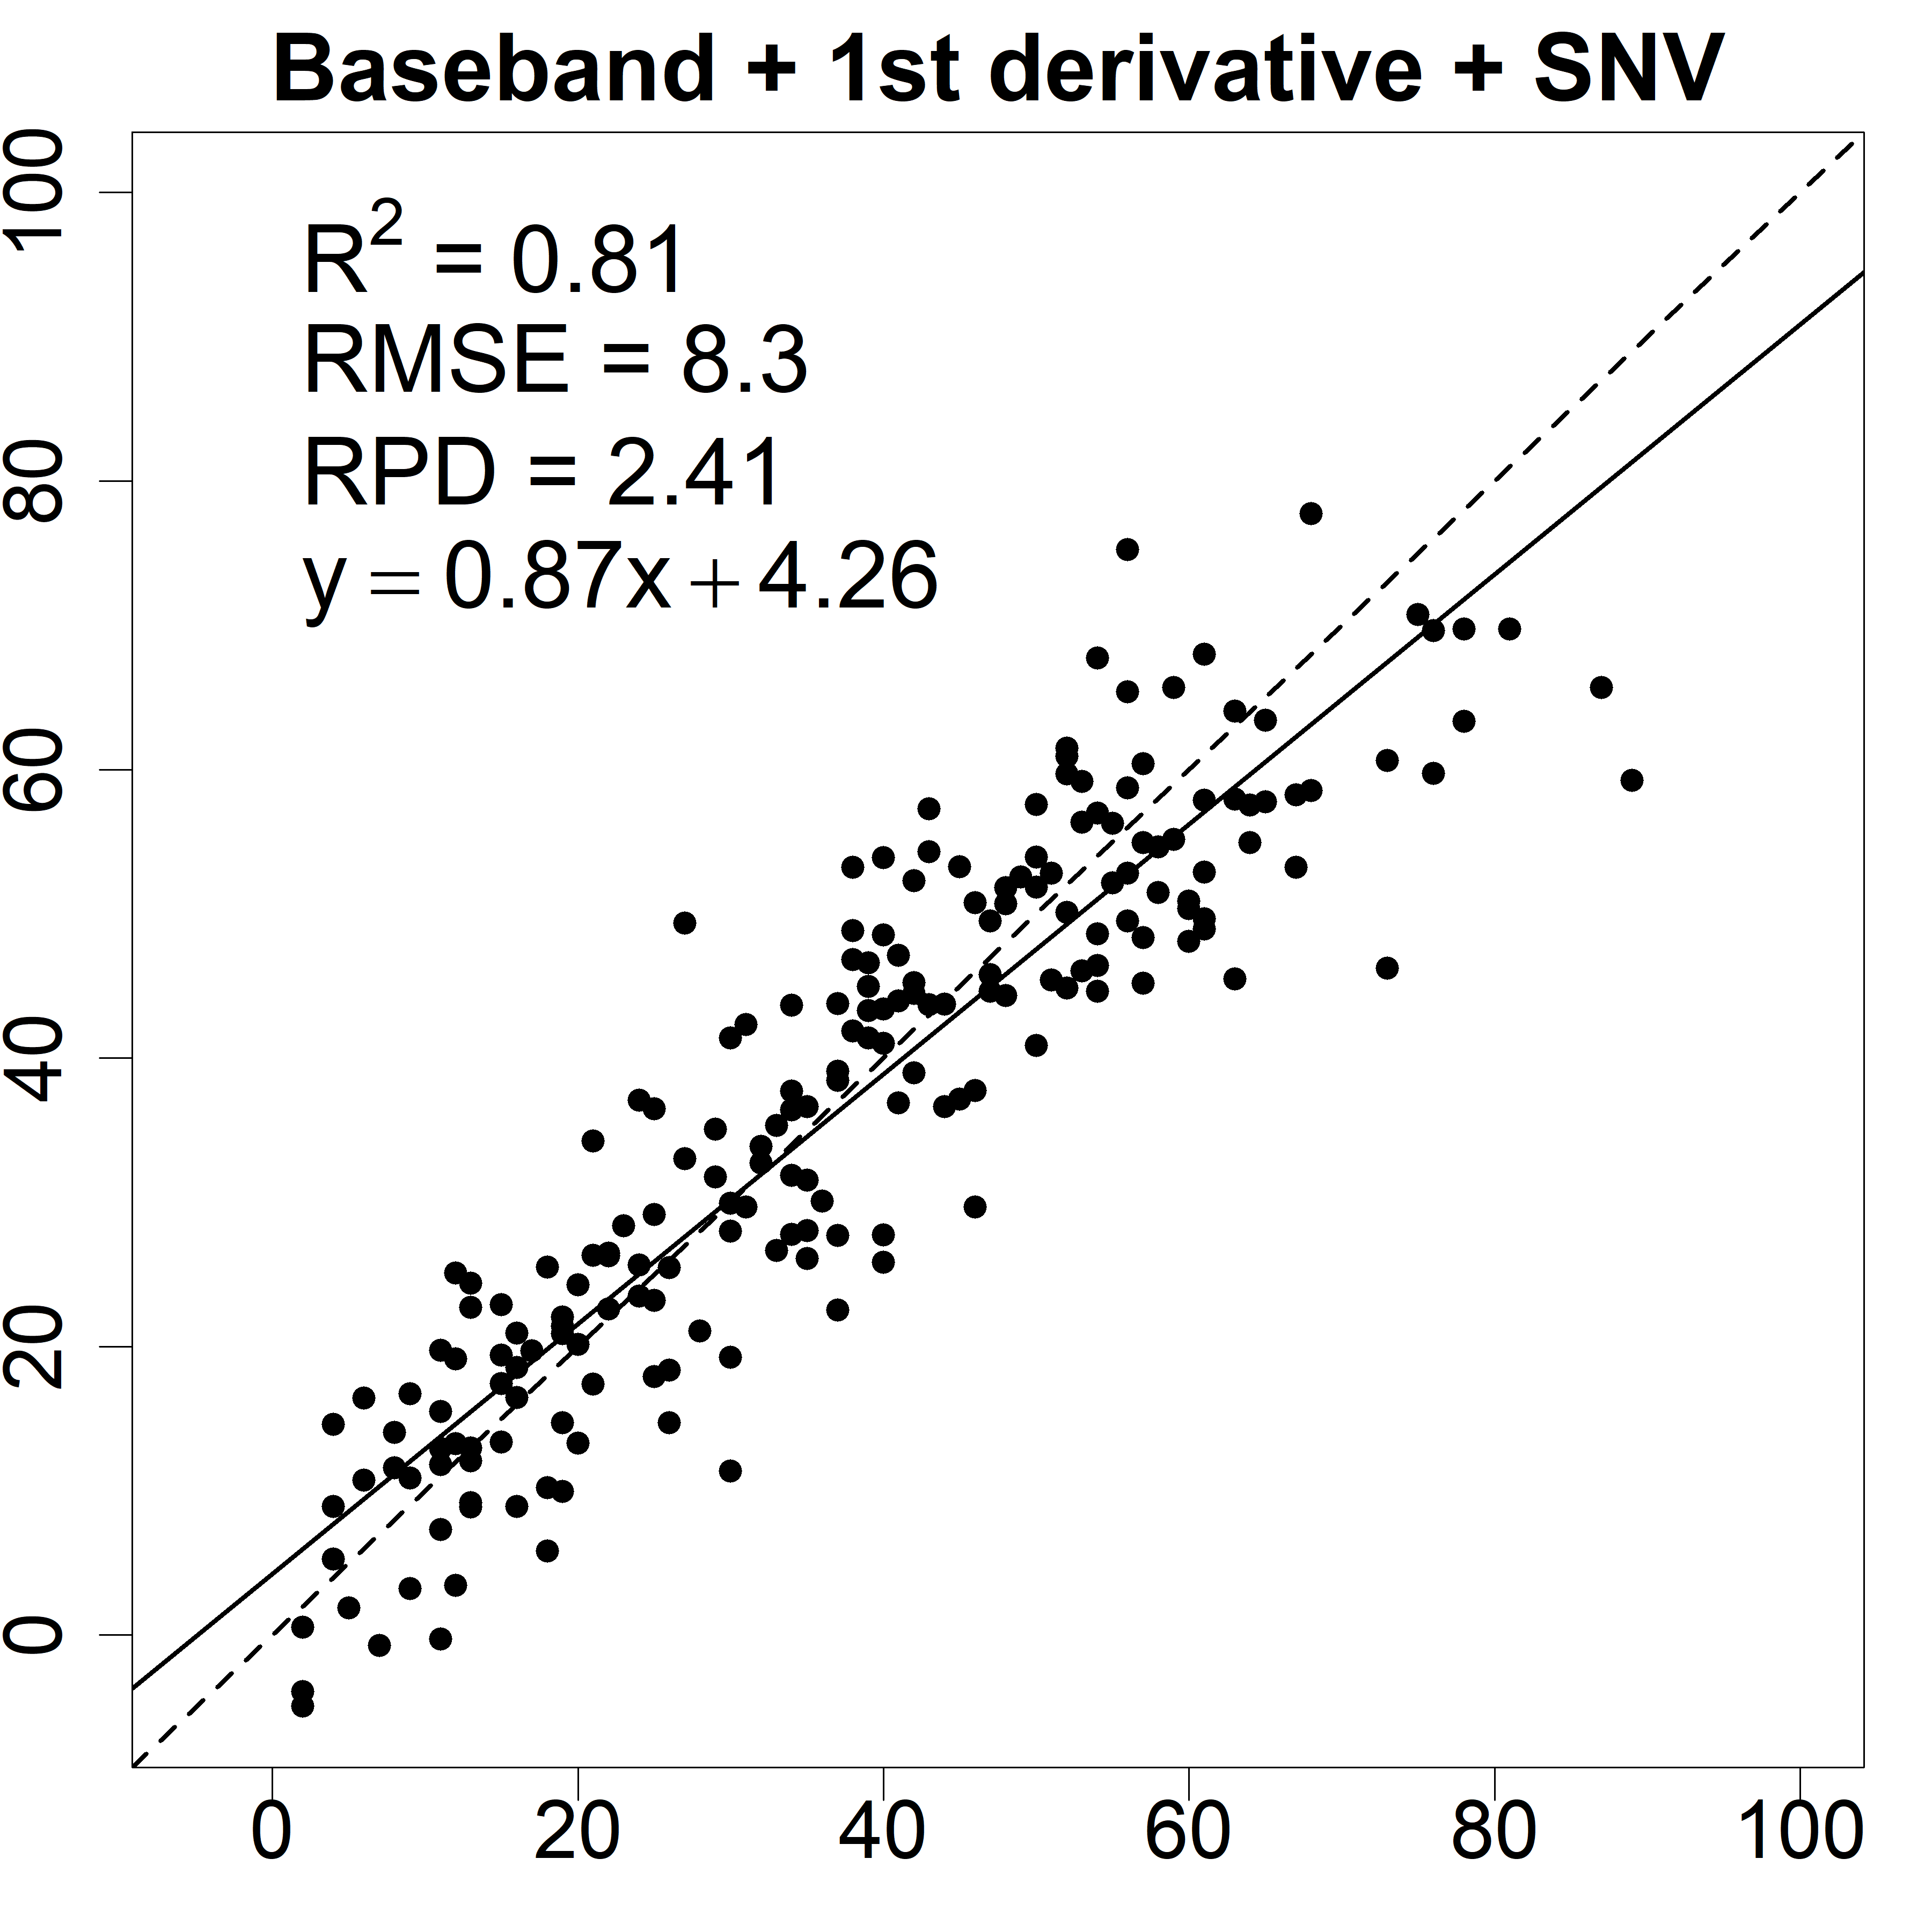 Baseband + 1st derivative + SNV
R² = 0.81
RMSE = 8.3
RPD = 2.41
y = 0.87x + 4.26
100
80
60
40
20
0
0 20 40 60 80 100